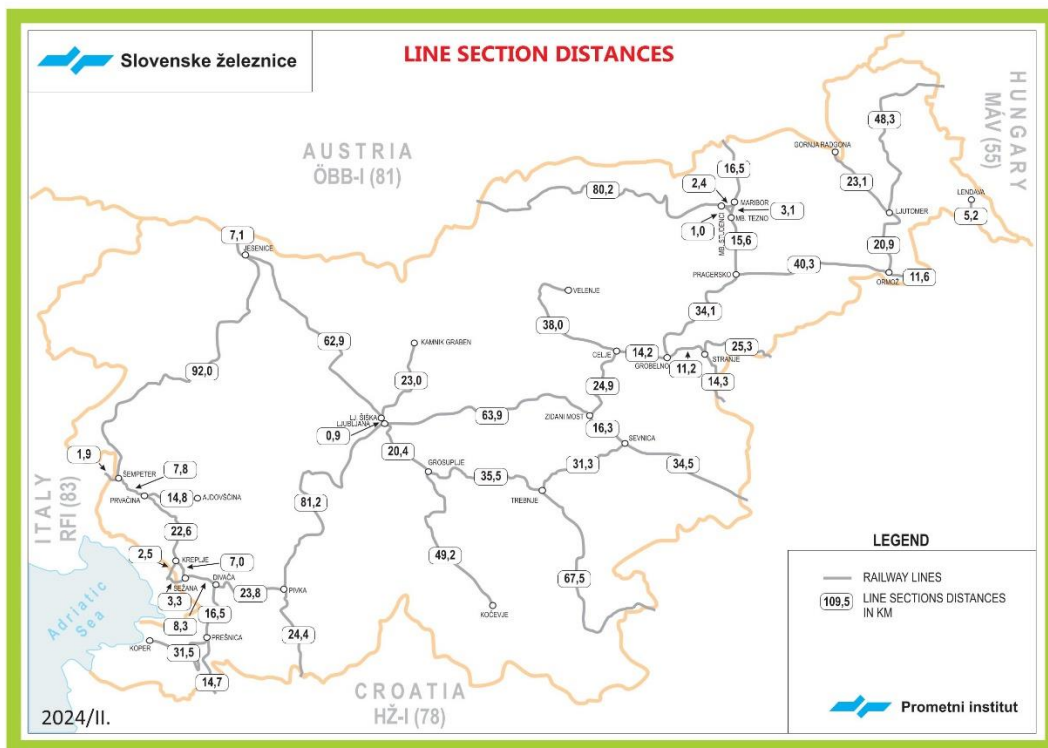 Slovenske železnice
LINE SECTION DISTANCES
AUSTRIA
ÖBB-I (81)
HUNGARY
MÁV (55)
ITALY
RFI (83)
CROATIA
HŽ-I (78)
Adriatic
Sea
48,3
GORNJA RADGONA
16,5
23,1
LENDAVA
5,2
80,2
2,4
MARIBOR
3,1
MB. TEZNO
1,0
MB. STUDENCI
LJUTOMER
15,6
20,9
7,1
JESENICE
PRAGERSKO
40,3
ORMOŽ
11,6
VELENJE
34,1
38,0
62,9
KAMNIK GRABEN
CELJE
14,2
GROBELNO
11,2
25,3
STRANJE
14,3
92,0
23,0
24,9
LJ. ŠIŠKA
LJUBLJANA
0,9
63,9
ZIDANI MOST
16,3
SEVNICA
20,4
GROSUPLJE
35,5
31,3
34,5
TREBNJE
1,9
ŠEMPETER
7,8
PRVAČINA
14,8
AJDOVŠČINA
81,2
22,6
2,5
KREPLJE
7,0
49,2
67,5
SEŽANA
DIVAČA
23,8
PIVKA
3,3
8,3
16,5
KOČEVJE
24,4
PREŠNICA
KOPER
31,5
14,7
LEGEND
RAILWAY LINES
109,5
LINE SECTIONS DISTANCES
IN KM
Prometni institut
2024/II.